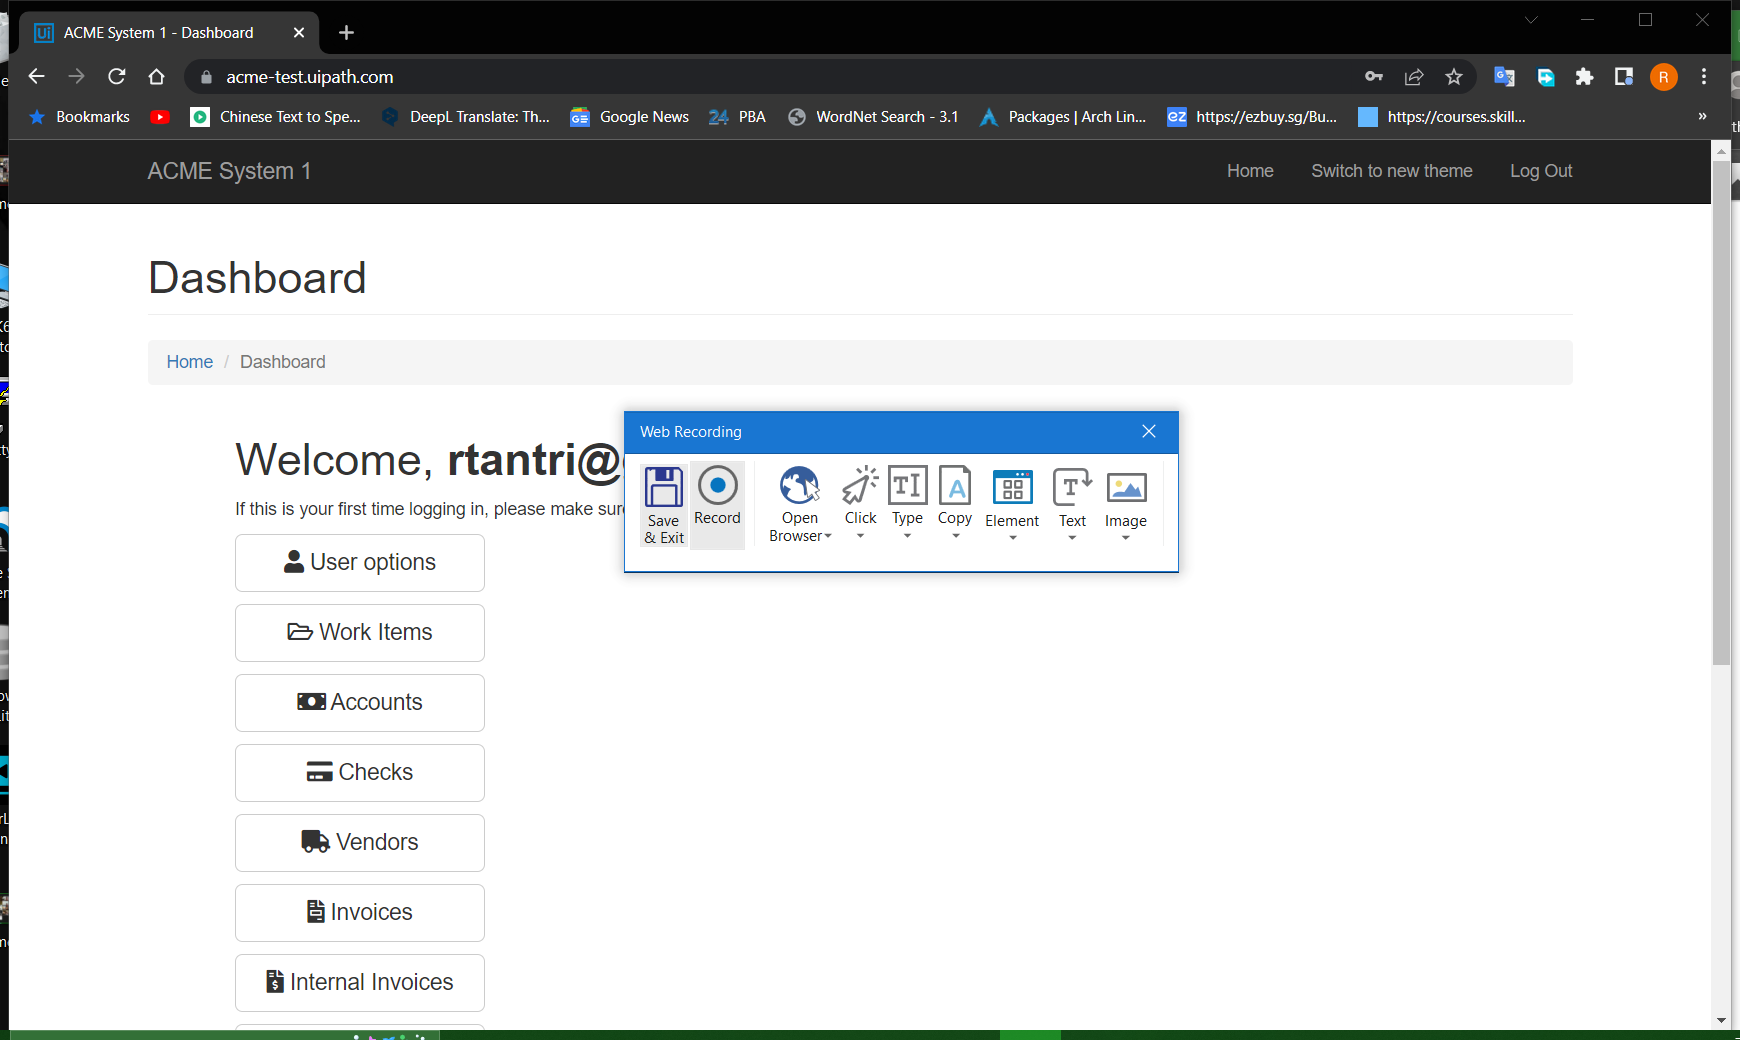 ACME System 1 - Dashboard
acme-test.uipath.com
R
Bookmarks
Chinese Text to Spe...
DeepL Translate: Th...
Google News
24 PBA
WordNet Search - 3.1
Packages | Arch Lin...
ez https://ezbuy.sg/Bu...
https://courses.skill...
»
ACME System 1
Home
Switch to new theme
Log Out
Dashboard
Home / Dashboard
Welcome, rtantri@
If this is your first time logging in, please make sure
Web Recording
Save & Exit
Record
Open Browser
Click
Type
Copy
Element
Text
Image
User options
Work Items
Accounts
Checks
Vendors
Invoices
Internal Invoices